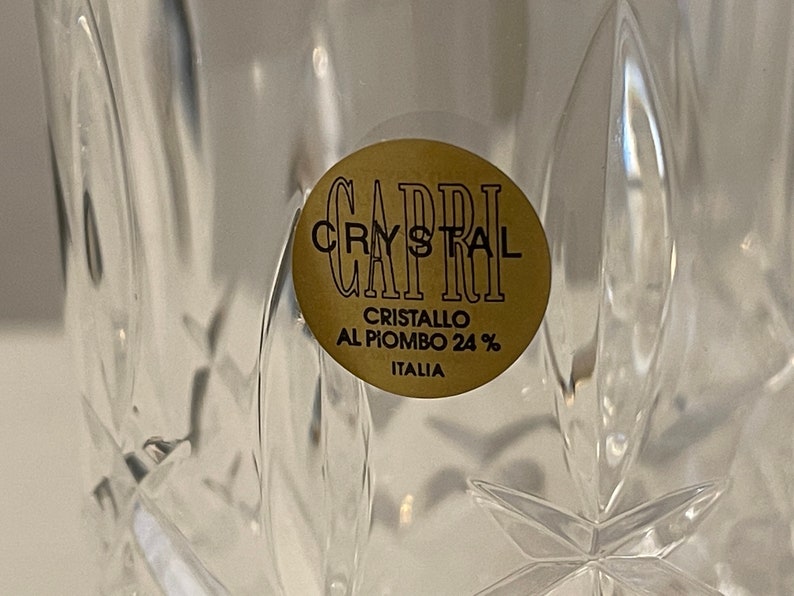 CAPRI
CRYSTAL
CRISTALLO
AL PiOMBO 24 %
ITALIA